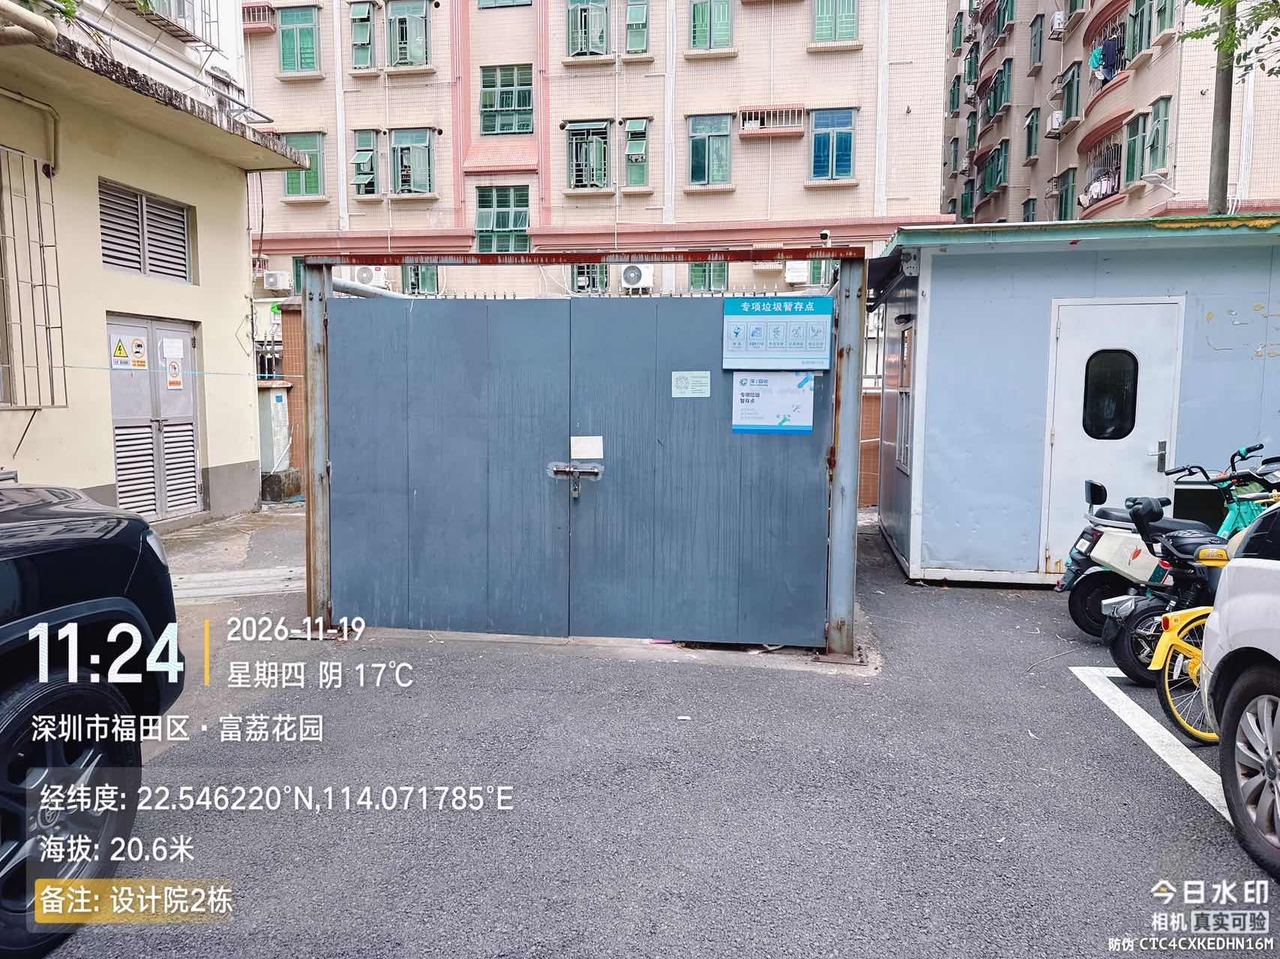 专项垃圾暂存点
专项垃圾
暂存点
11:24
2026-11-19
星期四 阴 17℃
深圳市福田区·富荔花园
经纬度: 22.546220°N,114.071785°E
海拔: 20.6米
备注: 设计院2栋
今日水印
相机 真实可验
防伪 CTC4CXKEDHN16M